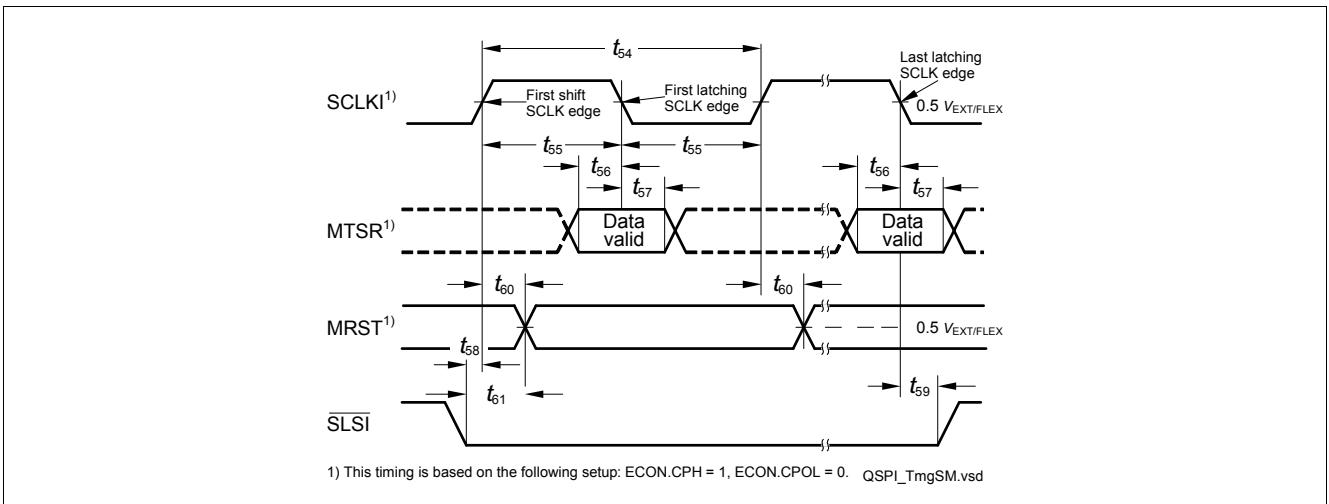 t54
SCLKI1)
First shift
SCLK edge
First latching
SCLK edge
Last latching
SCLK edge
0.5 VEXT/FLEX
t55
t55
t56
t57
t56
t57
MTSR1)
Data
valid
Data
valid
t60
t60
MRST1)
0.5 VEXT/FLEX
t58
t61
t59
SLSI
1) This timing is based on the following setup: ECON.CPH = 1, ECON.CPOL = 0.
QSPI_TmgSM.vsd